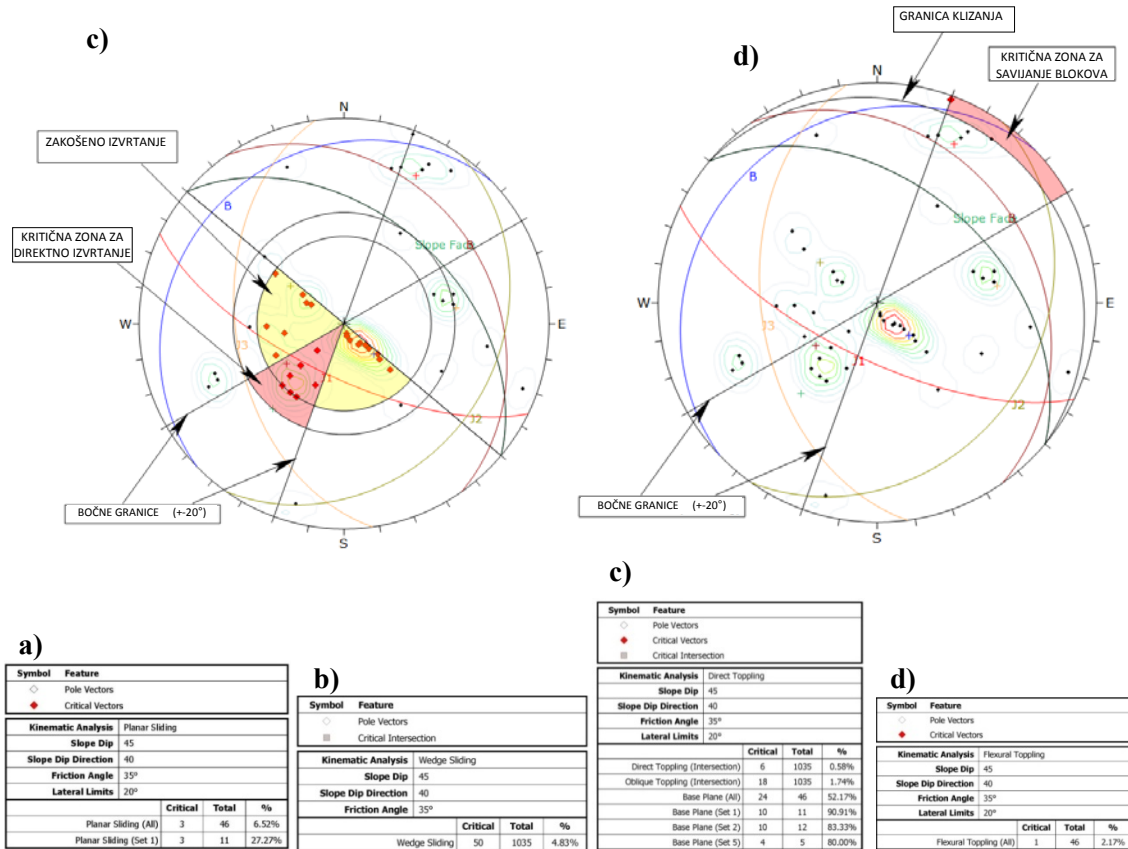 c)
ZAKOŠENO IZVRTANJE
KRITIČNA ZONA ZA
DIREKTNO IZVRTANJE
BOČNE GRANICE (+-20°)
N
E
S
W
B
J3
J2
Slope Fac
d)
GRANICA KLIZANJA
KRITIČNA ZONA ZA
SAVIJANJE BLOKOVA
BOČNE GRANICE (+-20°)
N
E
S
W
B
J3
J1
J2
Slope Fac
a)
Symbol Feature
Pole Vectors
Critical Vectors
Kinematic Analysis Planar Sliding
Slope Dip 45
Slope Dip Direction 40
Friction Angle 35°
Lateral Limits 20°
Critical Total %
Planar Sliding (All) 3 46 6.52%
Planar Sliding (Set 1) 3 11 27.27%
b)
Symbol Feature
Pole Vectors
Critical Intersection
Kinematic Analysis Wedge Sliding
Slope Dip 45
Slope Dip Direction 40
Friction Angle 35°
Critical Total %
Wedge Sliding 50 1035 4.83%
c)
Symbol Feature
Pole Vectors
Critical Vectors
Critical Intersection
Kinematic Analysis Direct Toppling
Slope Dip 45
Slope Dip Direction 40
Friction Angle 35°
Lateral Limits 20°
Critical Total %
Direct Toppling (Intersection) 6 1035 0.58%
Oblique Toppling (Intersection) 18 1035 1.74%
Base Plane (All) 24 46 52.17%
Base Plane (Set 1) 10 11 90.91%
Base Plane (Set 2) 10 12 83.33%
Base Plane (Set 5) 4 5 80.00%
d)
Symbol Feature
Pole Vectors
Critical Vectors
Kinematic Analysis Flexural Toppling
Slope Dip 45
Slope Dip Direction 40
Friction Angle 35°
Lateral Limits 20°
Critical Total %
Flexural Toppling (All) 1 46 2.17%